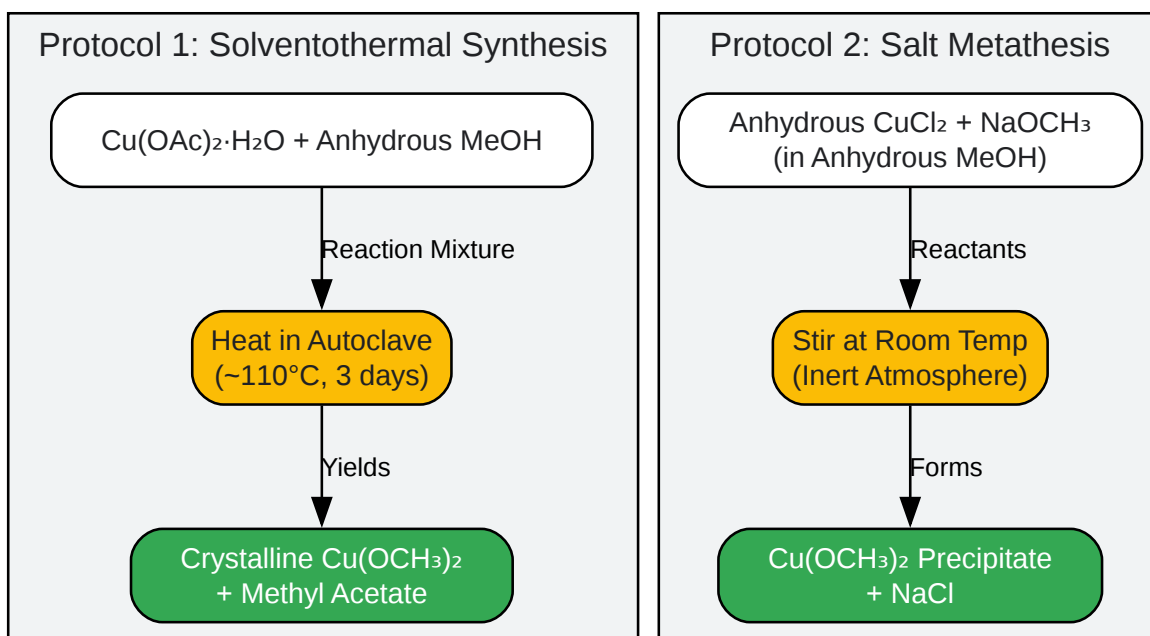 Protocol 1: Solventothermal Synthesis
Cu(OAc)₂·H₂O + Anhydrous MeOH
Reaction Mixture
Heat in Autoclave
(~110°C, 3 days)
Yields
Crystalline Cu(OCH₃)₂
+ Methyl Acetate
Protocol 2: Salt Metathesis
Anhydrous CuCl₂ + NaOCH₃
(in Anhydrous MeOH)
Reactants
Stir at Room Temp
(Inert Atmosphere)
Forms
Cu(OCH₃)₂ Precipitate
+ NaCl